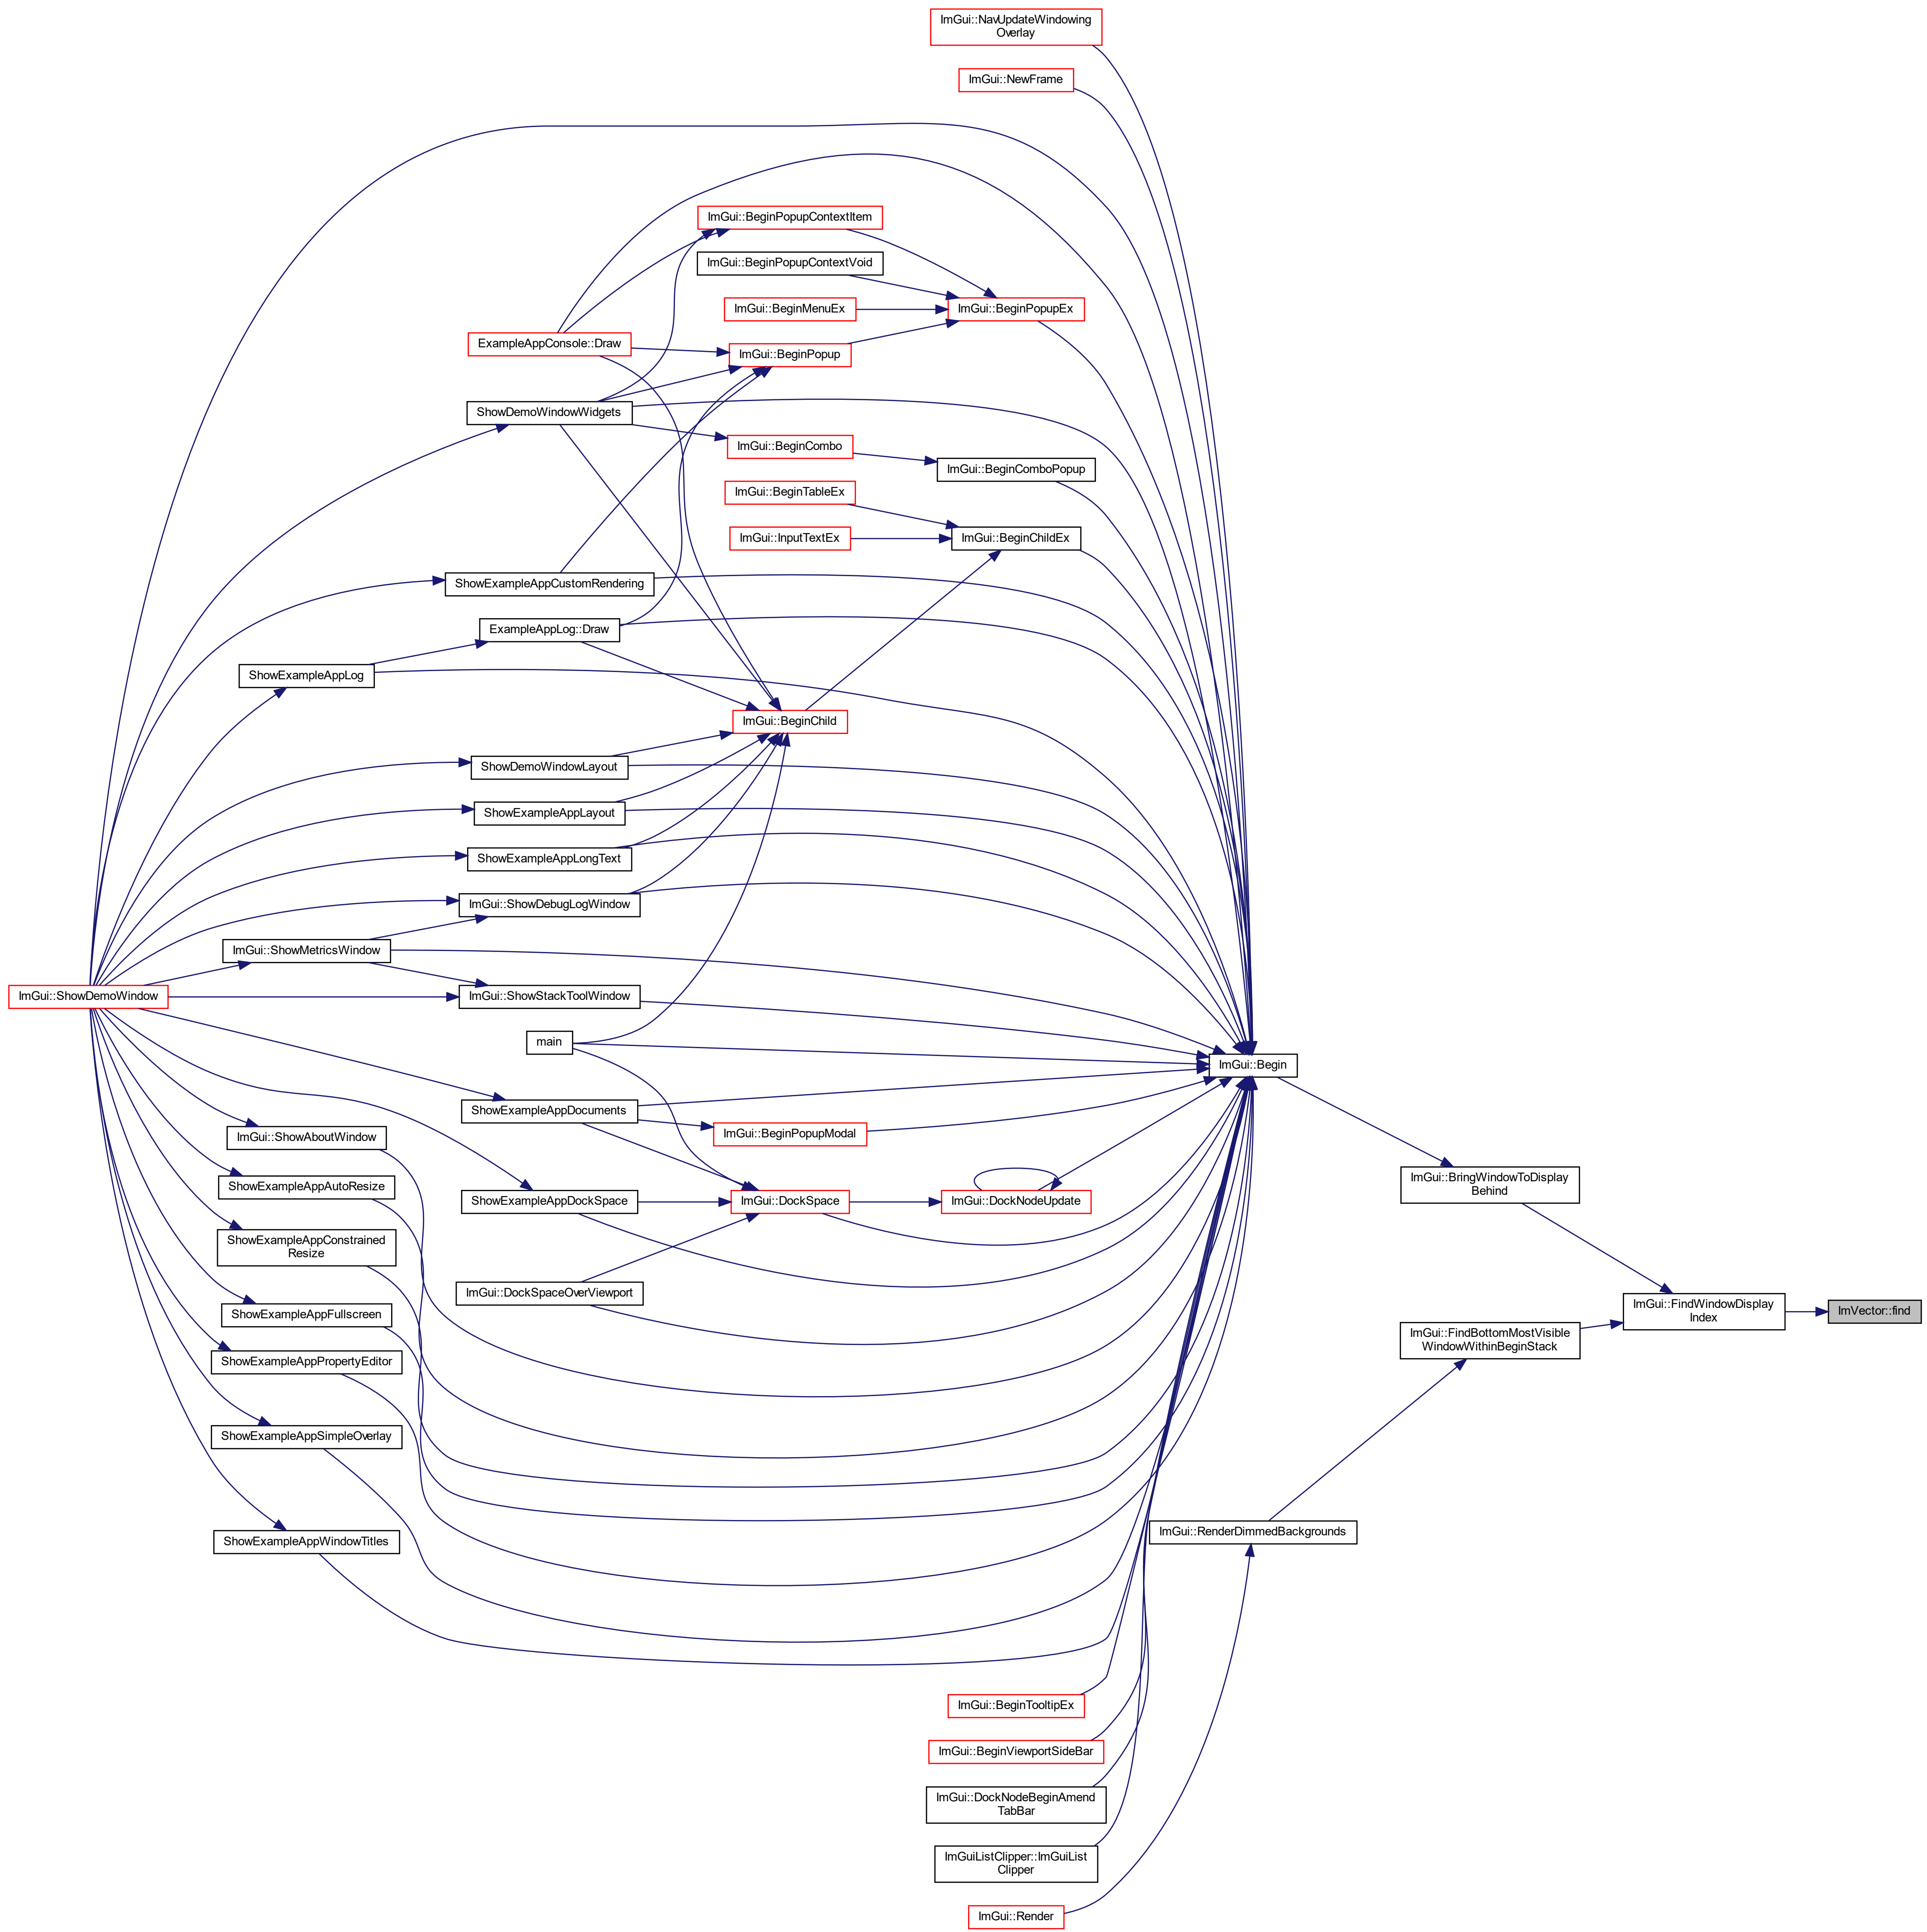 ImGui::NavUpdateWindowing
Overlay
ImGui::NewFrame
ImGui::BeginPopupContextItem
ImGui::BeginPopupContextVoid
ImGui::BeginMenuEx
ImGui::BeginPopupEx
ExampleAppConsole::Draw
ImGui::BeginPopup
ShowDemoWindowWidgets
ImGui::BeginCombo
ImGui::BeginComboPopup
ImGui::BeginTableEx
ImGui::InputTextEx
ImGui::BeginChildEx
ShowExampleAppCustomRendering
ExampleAppLog::Draw
ShowExampleAppLog
ImGui::BeginChild
ShowDemoWindowLayout
ShowExampleAppLayout
ShowExampleAppLongText
ImGui::ShowDebugLogWindow
ImGui::ShowMetricsWindow
ImGui::ShowDemoWindow
ImGui::ShowStackToolWindow
main
ImGui::Begin
ShowExampleAppDocuments
ImGui::ShowAboutWindow
ImGui::BeginPopupModal
ShowExampleAppAutoResize
ImGui::BringWindowToDisplay
Behind
ShowExampleAppDockSpace
ImGui::DockSpace
ImGui::DockNodeUpdate
ShowExampleAppConstrained
Resize
ImGui::DockSpaceOverViewport
ShowExampleAppFullscreen
ImGui::FindWindowDisplay
Index
ImVector::find
ImGui::FindBottomMostVisible
WindowWithinBeginStack
ShowExampleAppPropertyEditor
ShowExampleAppSimpleOverlay
ShowExampleAppWindowTitles
ImGui::RenderDimmedBackgrounds
ImGui::BeginTooltipEx
ImGui::BeginViewportSideBar
ImGui::DockNodeBeginAmend
TabBar
ImGuiListClipper::ImGuiList
Clipper
ImGui::Render